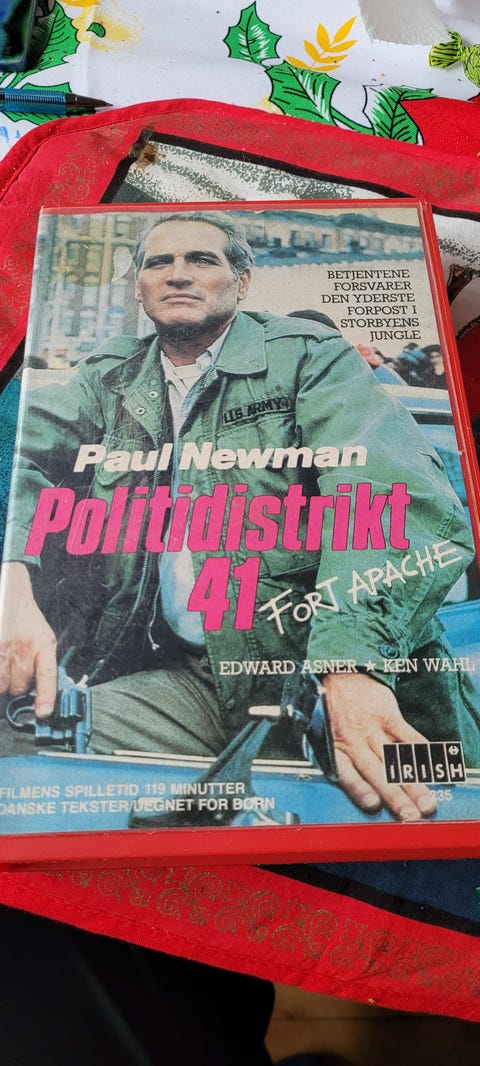 BETJENTENE
FORSVARER
DEN YDERSTE
FORPOST I
STORBYENS
JUNGLE
U.S. ARMY
Paul Newman
Politidistrikt
41 FORT APACHE
EDWARD ASNER ★ KEN WAHL
IRISH
235
FILMENS SPILLETID 119 MINUTTER
DANSKE TEKSTER/UEGNET FOR BØRN